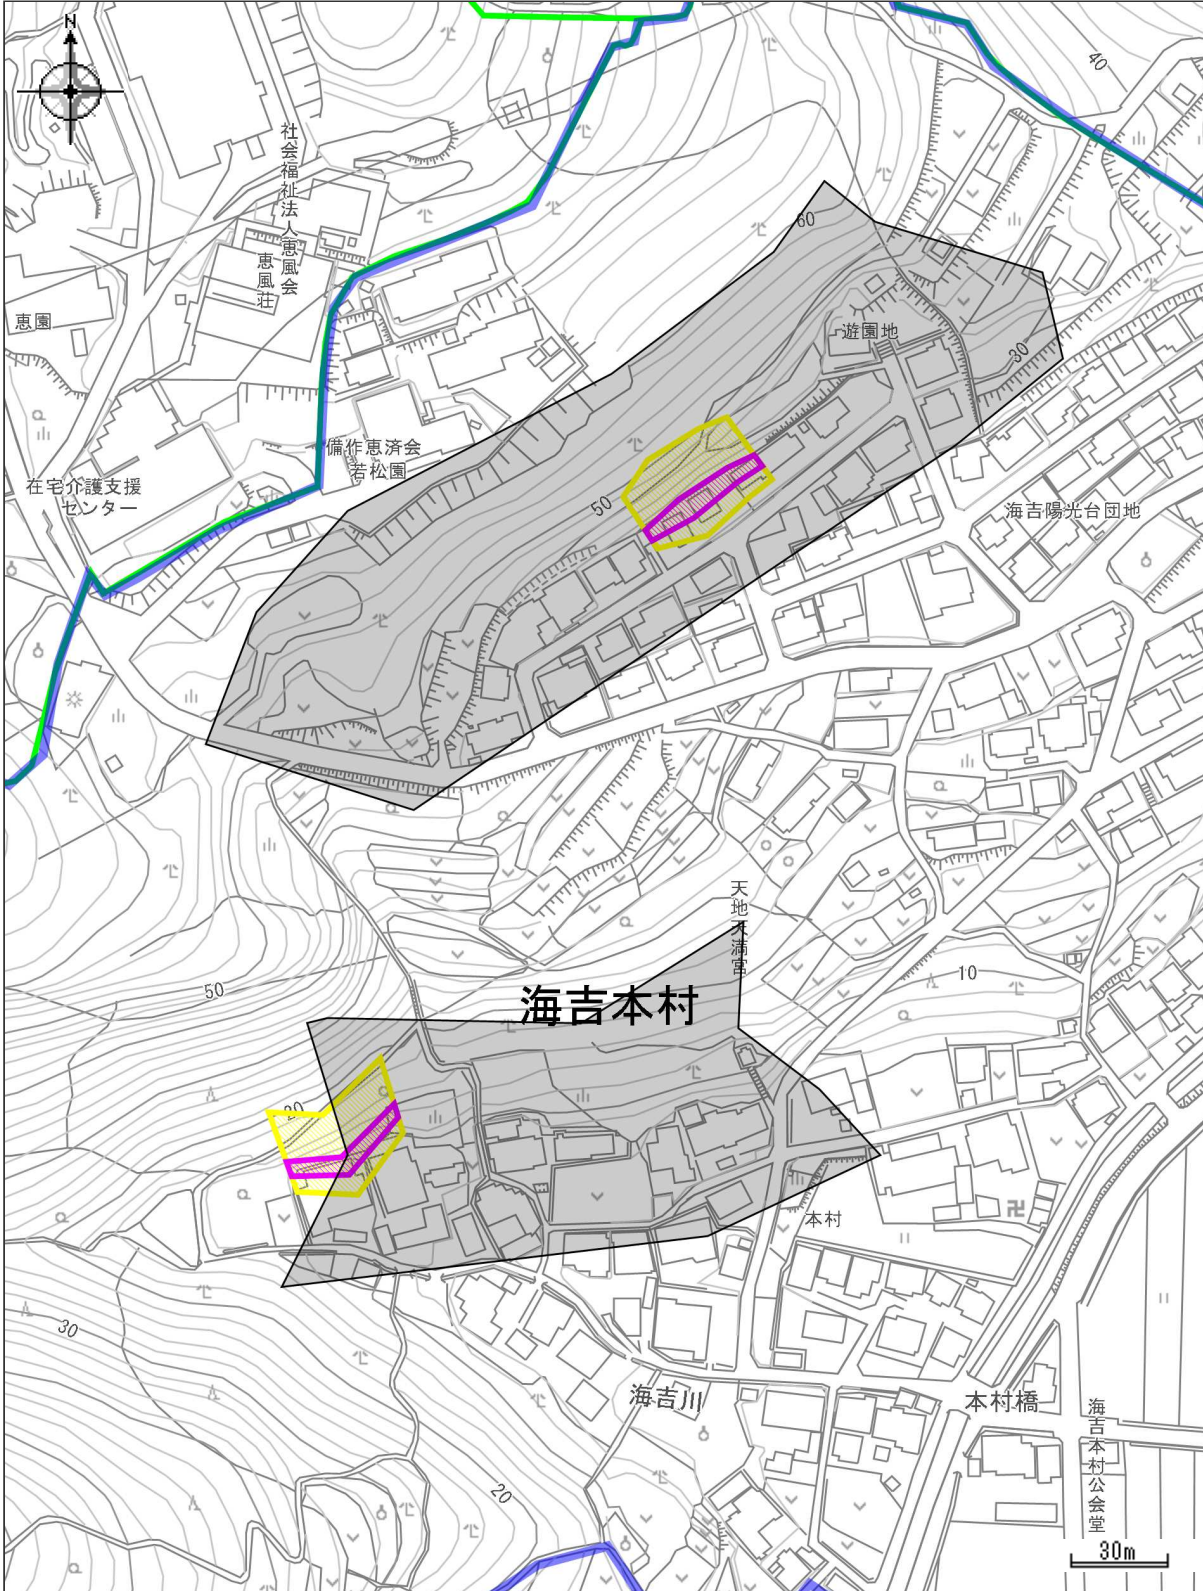 N
40
社会福祉法人恵風会
恵風荘
60
恵園
遊園地
30
備作恵済会
若松園
在宅介護支援
センター
50
海吉陽光台団地
天地天満宮
10
50
海吉本村
20
本村
30
海吉川
本村橋
海吉本村公会堂
20
30m